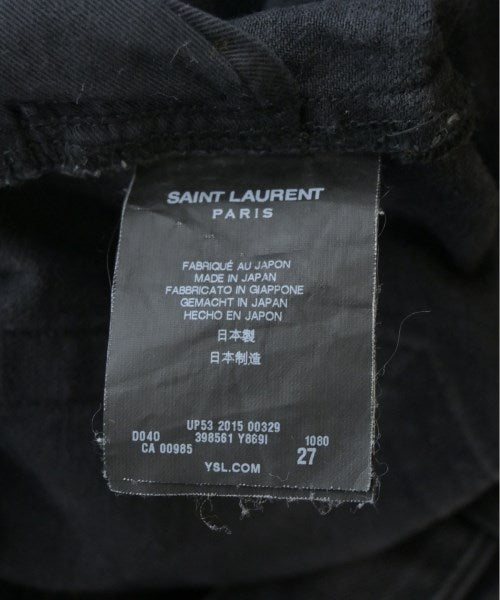 SAINT LAURENT
PARIS
FABRIQUÉ AU JAPON
MADE IN JAPAN
FABBRICATO IN GIAPPONE
GEMACHT IN JAPAN
HECHO EN JAPON
日本製
日本制造
UP53 2015 00329
D040 398561 Y869I 1080
CA 00985 27
YSL.COM